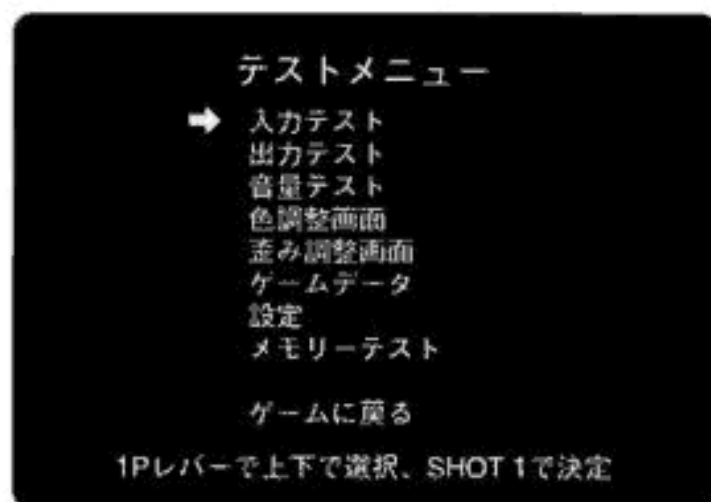 テストメニュー
入力テスト
出力テスト
音量テスト
色調整画面
歪み調整画面
ゲームデータ
設定
メモリーテスト
ゲームに戻る
1Pレバーで上下で選択、SHOT 1で決定